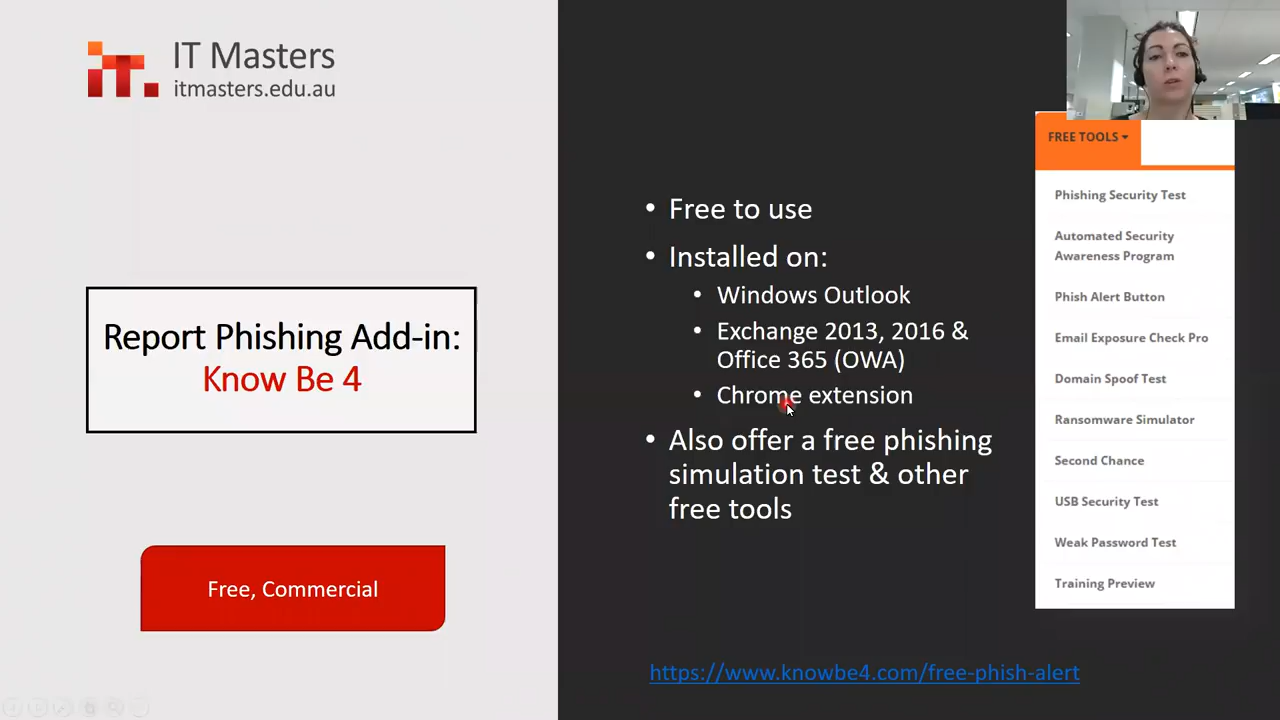 IT Masters
itmasters.edu.au
Report Phishing Add-in:
Know Be 4
Free, Commercial
• Free to use
• Installed on:
• Windows Outlook
• Exchange 2013, 2016 &
Office 365 (OWA)
• Chrome extension
• Also offer a free phishing
simulation test & other
free tools
https://www.knowbe4.com/free-phish-alert
FREE TOOLS
Phishing Security Test
Automated Security
Awareness Program
Phish Alert Button
Email Exposure Check Pro
Domain Spoof Test
Ransomware Simulator
Second Chance
USB Security Test
Weak Password Test
Training Preview